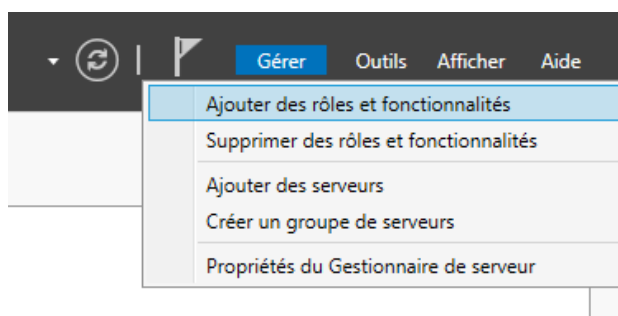 Gérer Outils Afficher Aide
Ajouter des rôles et fonctionnalités
Supprimer des rôles et fonctionnalités
Ajouter des serveurs
Créer un groupe de serveurs
Propriétés du Gestionnaire de serveur